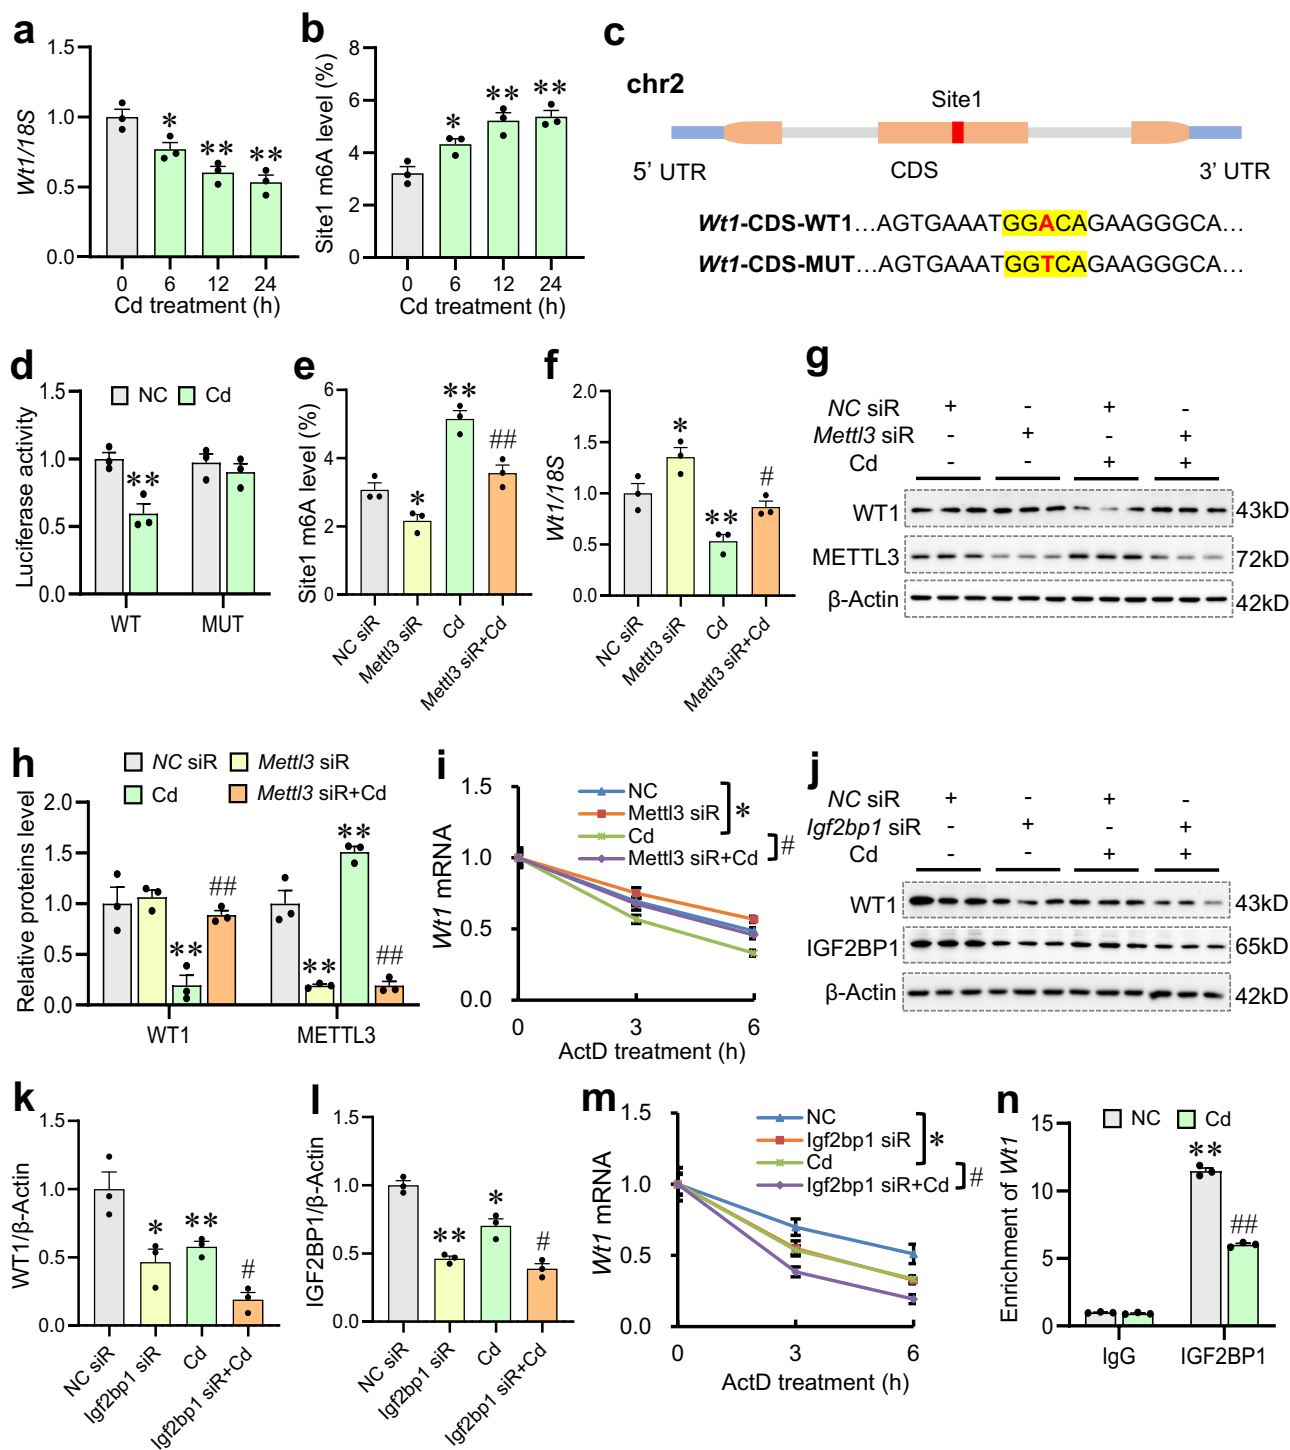 a
1.5
1.0
0.5
0.0
Wt1/18S
*
**
**
0 6 12 24
Cd treatment (h)
b
8
6
4
2
0
Site1 m6A level (%)
*
**
**
0 6 12 24
Cd treatment (h)
c
chr2
Site1
5' UTR CDS 3' UTR
Wt1-CDS-WT1...AGTGAAATGGACAGAAGGGCA...
Wt1-CDS-MUT...AGTGAAATGGTCAGAAGGGCA...
d
NC Cd
1.5
1.0
0.5
0.0
Luciferase activity
**
WT MUT
e
6
4
2
0
Site1 m6A level (%)
*
**
##
NC siR
Mettl3 siR
Cd
Mettl3 siR+Cd
f
2.0
1.5
1.0
0.5
0.0
Wt1/18S
*
**
#
NC siR
Mettl3 siR
Cd
Mettl3 siR+Cd
g
NC siR + - + -
Mettl3 siR - + - +
Cd - - + +
WT1 43kD
METTL3 72kD
β-Actin 42kD
h
NC siR Mettl3 siR
Cd Mettl3 siR+Cd
2.0
1.5
1.0
0.5
0.0
Relative proteins level
**
##
**
**
##
WT1 METTL3
i
1.5
1.0
0.5
0.0
Wt1 mRNA
NC
Mettl3 siR
Cd
Mettl3 siR+Cd
*
#
0 3 6
ActD treatment (h)
j
NC siR + - + -
Igf2bp1 siR - + - +
Cd - - + +
WT1 43kD
IGF2BP1 65kD
β-Actin 42kD
k
1.5
1.0
0.5
0.0
WT1/β-Actin
*
**
#
NC siR
Igf2bp1 siR
Cd
Igf2bp1 siR+Cd
l
1.5
1.0
0.5
0.0
IGF2BP1/β-Actin
**
*
#
NC siR
Igf2bp1 siR
Cd
Igf2bp1 siR+Cd
m
1.5
1.0
0.5
0.0
Wt1 mRNA
NC
Igf2bp1 siR
Cd
Igf2bp1 siR+Cd
*
#
0 3 6
ActD treatment (h)
n
NC Cd
15
10
5
0
Enrichment of Wt1
**
##
IgG IGF2BP1